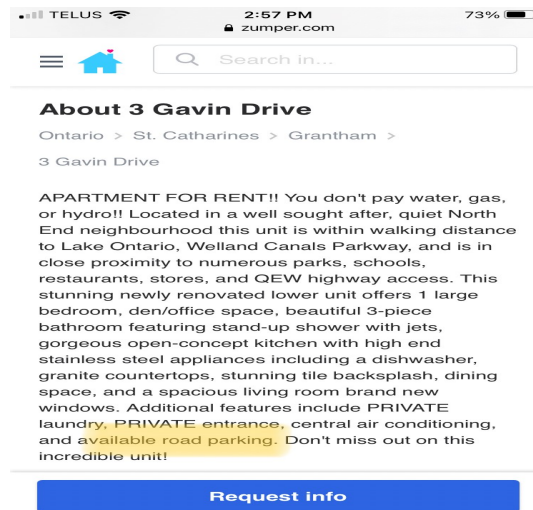 TELUS 2:57 PM 73%
zumper.com
Search in...
About 3 Gavin Drive
Ontario > St. Catharines > Grantham >
3 Gavin Drive
APARTMENT FOR RENT!! You don't pay water, gas,
or hydro!! Located in a well sought after, quiet North
End neighbourhood this unit is within walking distance
to Lake Ontario, Welland Canals Parkway, and is in
close proximity to numerous parks, schools,
restaurants, stores, and QEW highway access. This
stunning newly renovated lower unit offers 1 large
bedroom, den/office space, beautiful 3-piece
bathroom featuring stand-up shower with jets,
gorgeous open-concept kitchen with high end
stainless steel appliances including a dishwasher,
granite countertops, stunning tile backsplash, dining
space, and a spacious living room brand new
windows. Additional features include PRIVATE
laundry, PRIVATE entrance, central air conditioning,
and available road parking. Don't miss out on this
incredible unit!
Request info